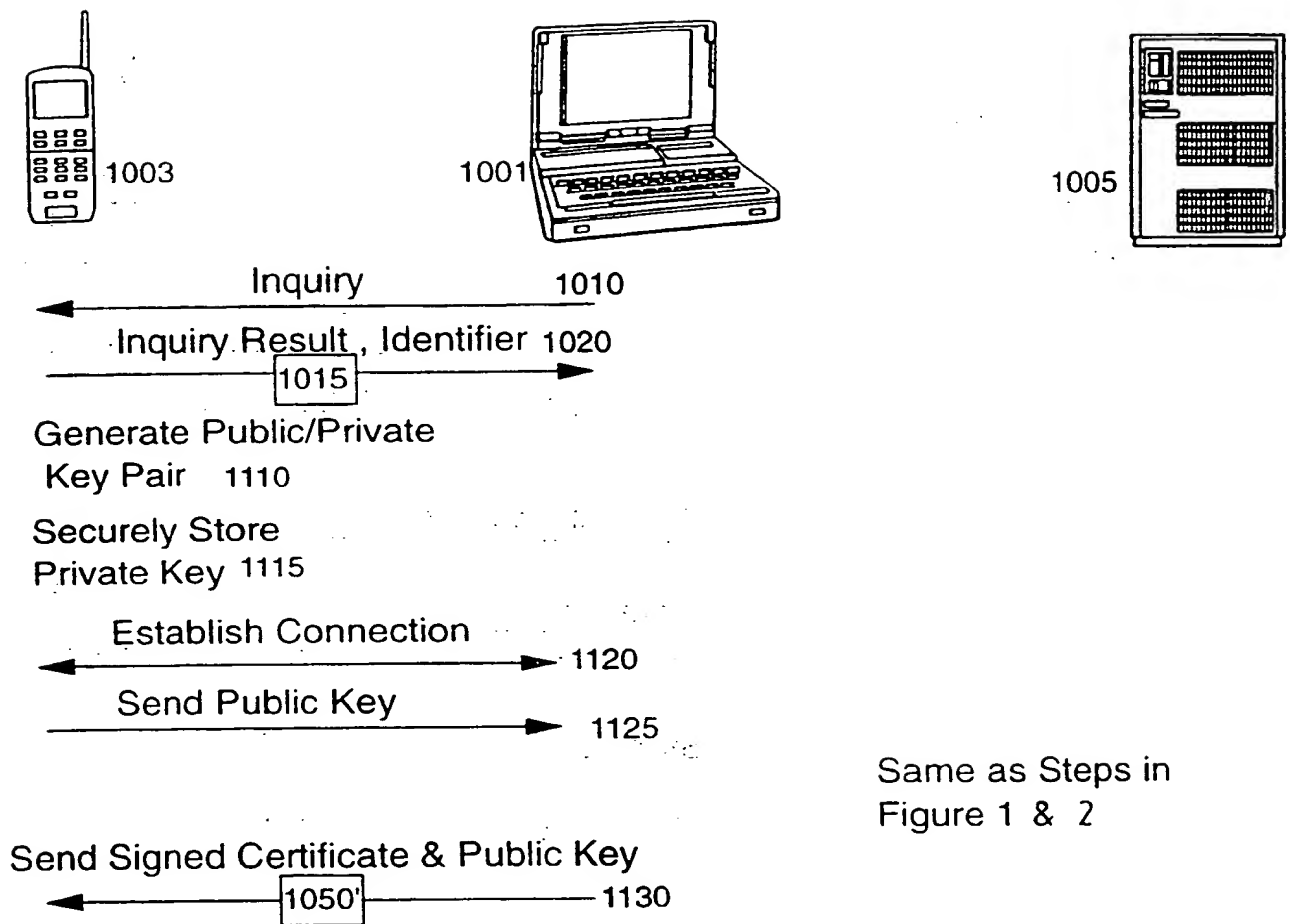 1003
1001
1005
Inquiry 1010
Inquiry Result , Identifier 1020
1015
Generate Public/Private
Key Pair 1110
Securely Store
Private Key 1115
Establish Connection
1120
Send Public Key
1125
Same as Steps in
Figure 1 & 2
Send Signed Certificate & Public Key
1050' 1130